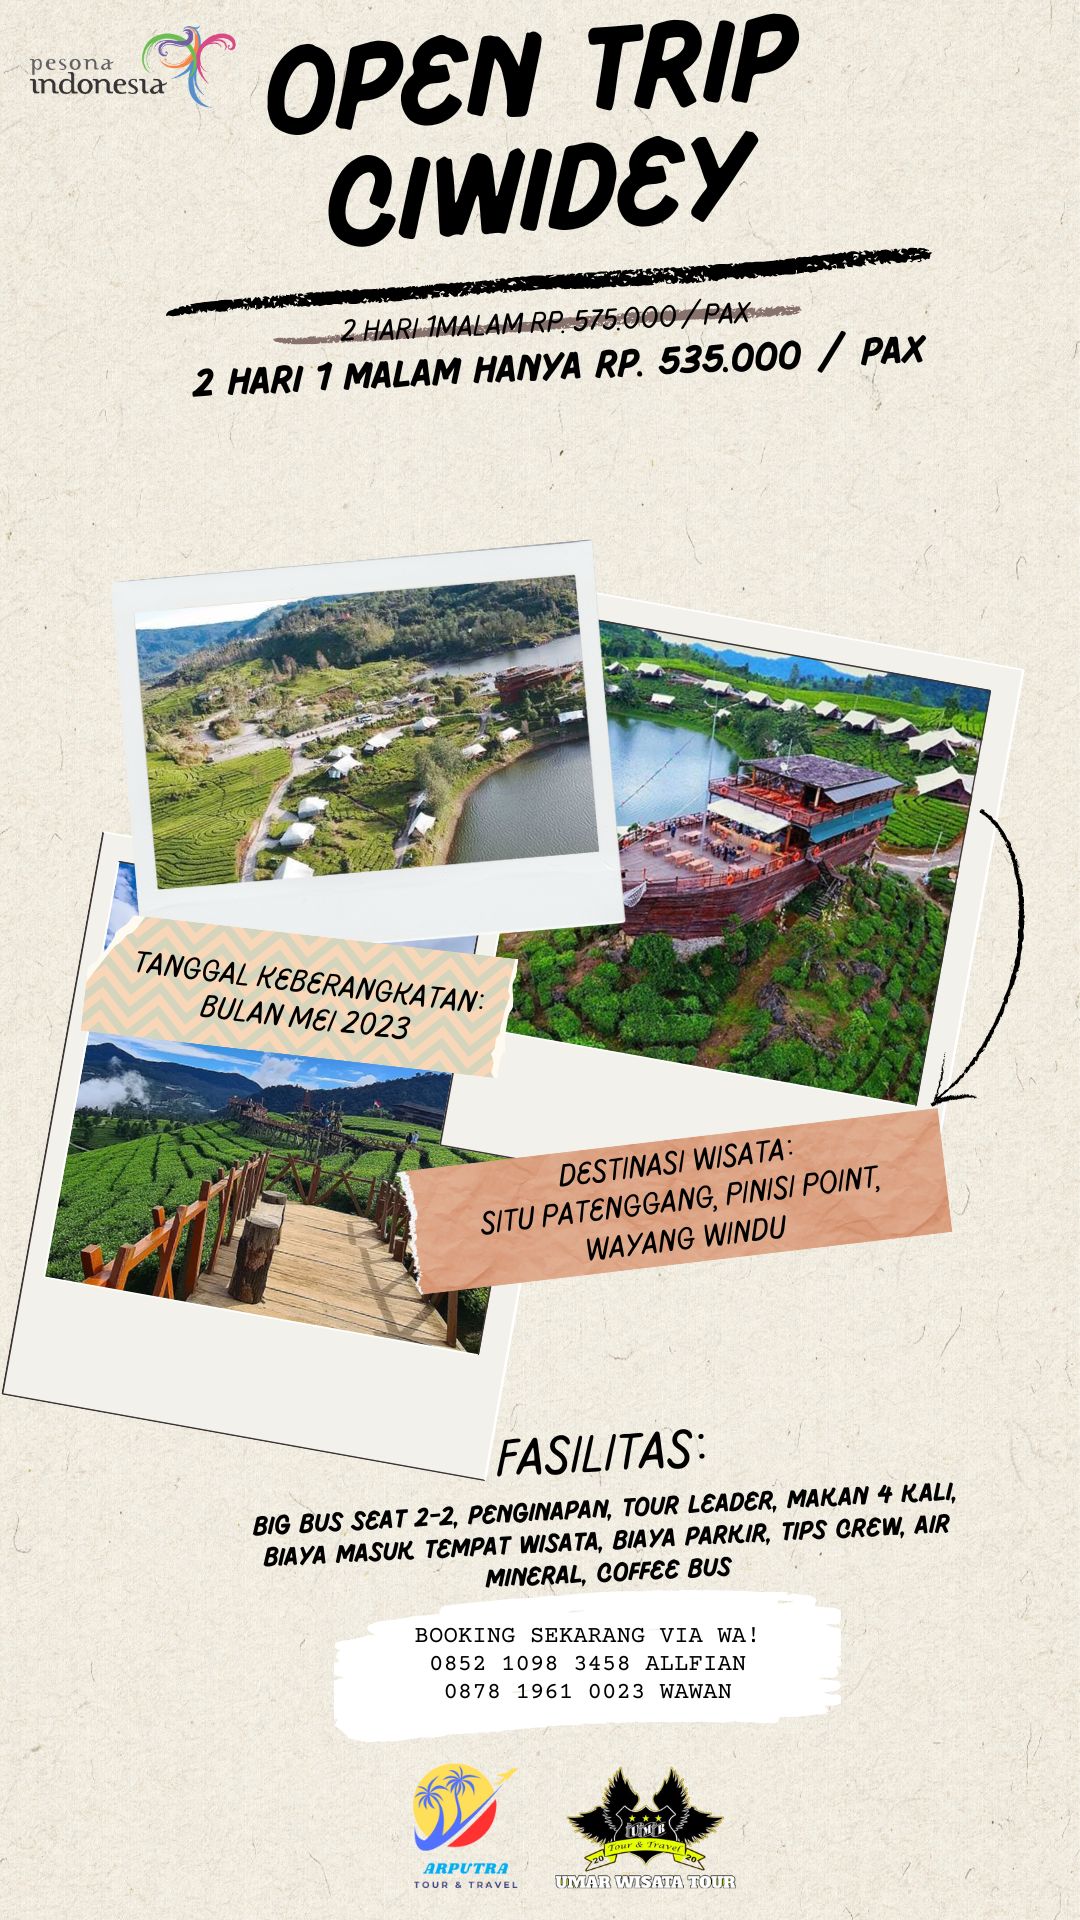 pesona
indonesia
OPEN TRIP
CIWIDEY
2 HARI 1MALAM RP. 575.000 / PAX
2 HARI 1 MALAM HANYA RP. 535.000 / PAX
TANGGAL KEBERANGKATAN:
BULAN MEI 2023
DESTINASI WISATA:
SITU PATENGGANG, PINISI POINT,
WAYANG WINDU
FASILITAS:
BIG BUS SEAT 2-2, PENGINAPAN, TOUR LEADER, MAKAN 4 KALI,
BIAYA MASUK TEMPAT WISATA, BIAYA PARKIR, TIPS CREW, AIR
MINERAL, COFFEE BUS
BOOKING SEKARANG VIA WA!
0852 1098 3458 ALLFIAN
0878 1961 0023 WAWAN
ARPUTRA
TOUR & TRAVEL
Tour & Travel
20 20
UMAR WISATA TOUR